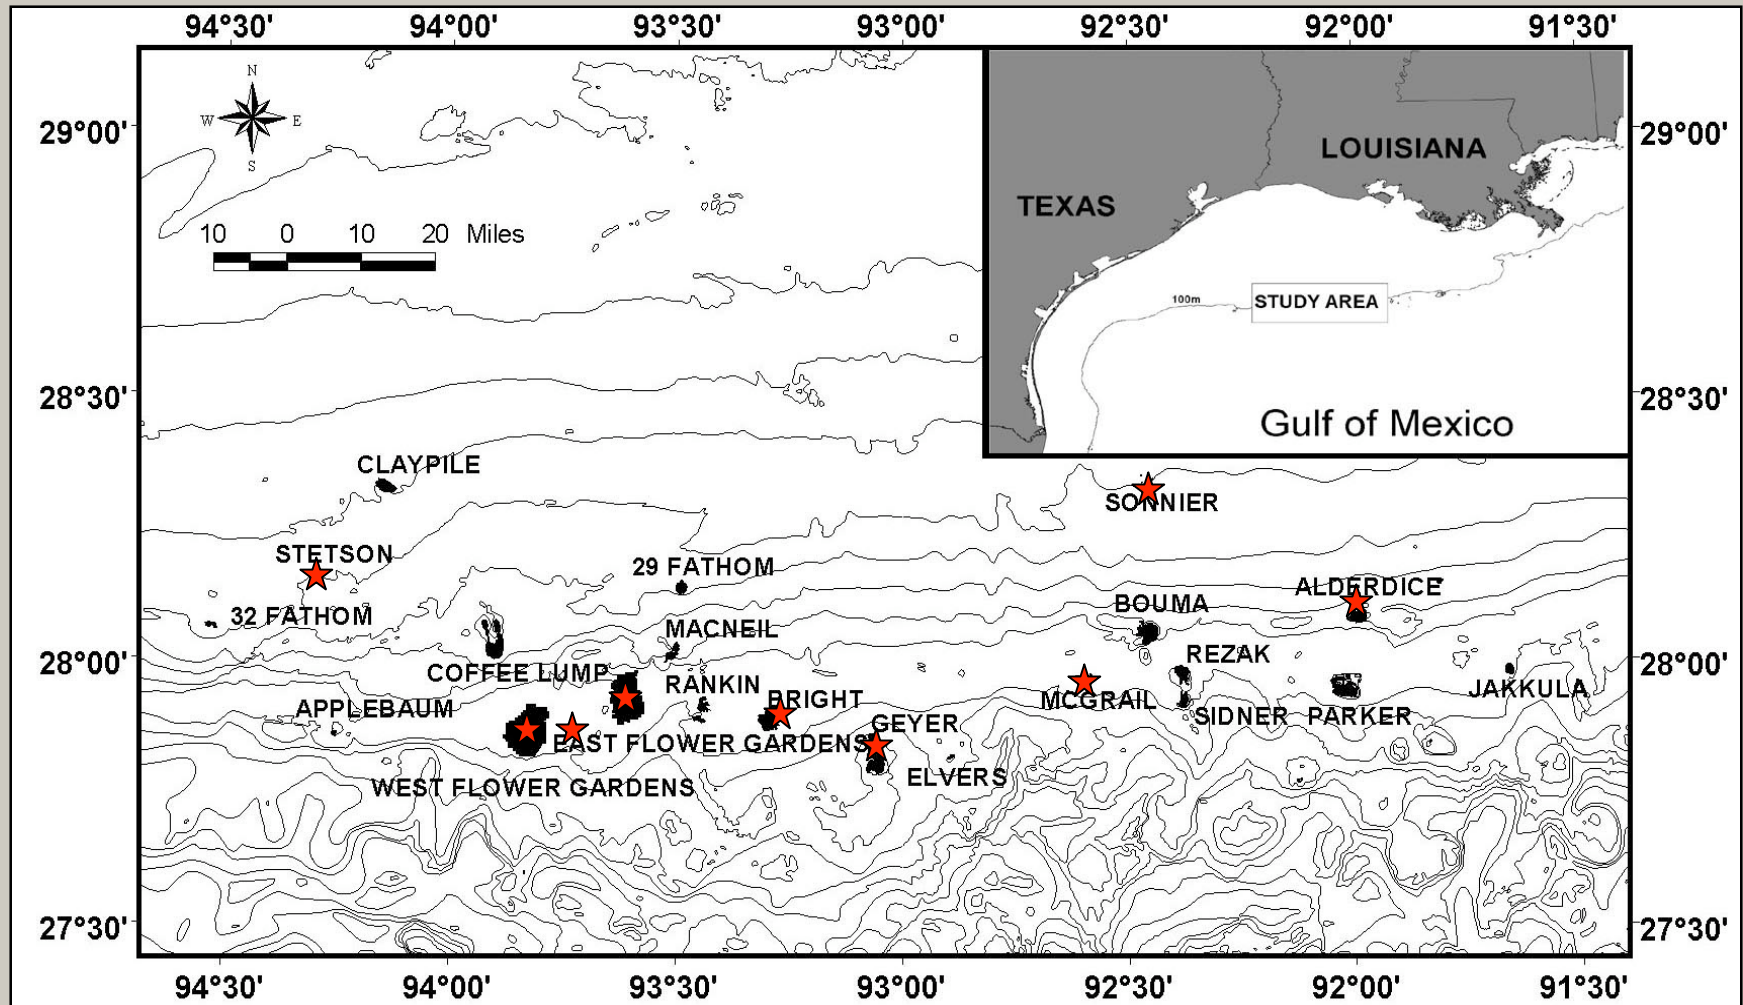 94°30' 94°00' 93°30' 93°00' 92°30' 92°00' 91°30'
N
W E
S
29°00' 29°00'
LOUISIANA
TEXAS
10 0 10 20 Miles
100m
STUDY AREA
28°30' 28°30'
Gulf of Mexico
CLAYPILE
SONNIER
STETSON
29 FATHOM
ALDERDICE
BOUMA
32 FATHOM
MACNEIL
28°00' 28°00'
REZAK
COFFEE LUMP
RANKIN
BRIGHT
MCGRAIL
JAKKULA
APPLEBAUM
SIDNER PARKER
GEYER
EAST FLOWER GARDENS
ELVERS
WEST FLOWER GARDENS
27°30' 27°30'
94°30' 94°00' 93°30' 93°00' 92°30' 92°00' 91°30'